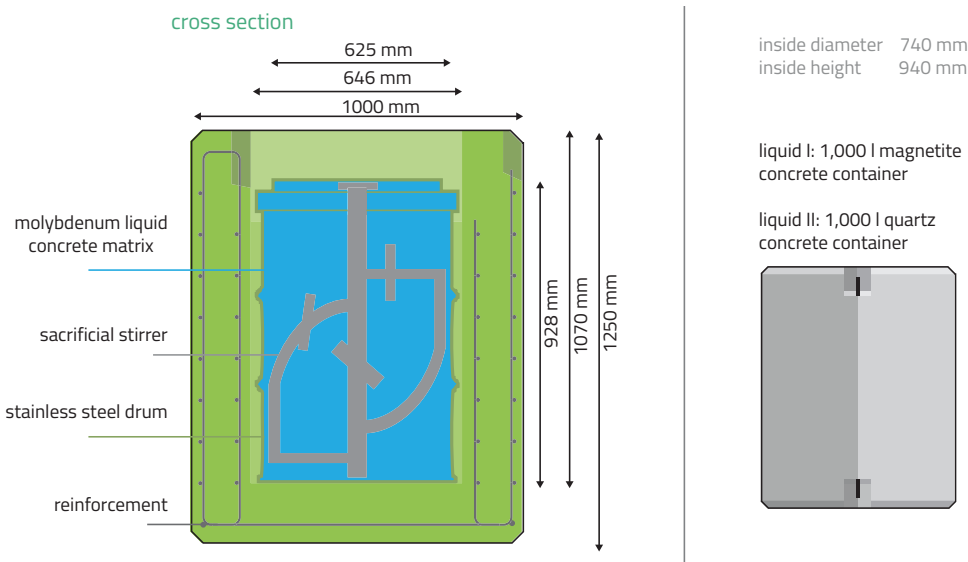 cross section
625 mm
646 mm
1000 mm
molybdenum liquid
concrete matrix
sacrificial stirrer
stainless steel drum
reinforcement
928 mm
1070 mm
1250 mm
inside diameter 740 mm
inside height 940 mm
liquid I: 1,000 l magnetite
concrete container
liquid II: 1,000 l quartz
concrete container